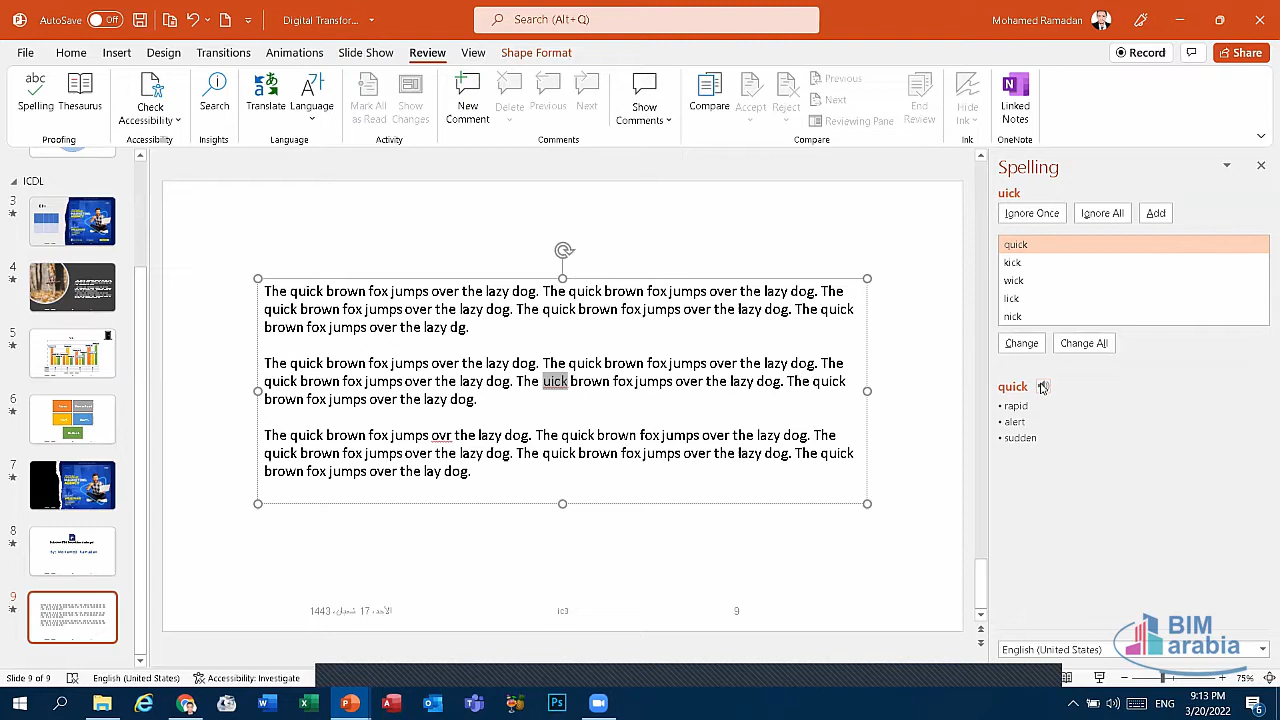 AutoSave Off Digital Transfor... Search (Alt+Q) Mohamed Ramadan
File Home Insert Design Transitions Animations Slide Show Review View Shape Format Record Share
abc
Spelling Thesaurus Check Accessibility Search Translate Language Mark All as Read Show Changes New Comment Delete Previous Next Show Comments Compare Accept Reject Previous Next Reviewing Pane End Review Hide Ink Linked Notes
Proofing Accessibility Insights Language Activity Comments Compare Ink OneNote
ICDL
3
4
5
6
8
9
The quick brown fox jumps over the lazy dog. The quick brown fox jumps over the lazy dog. The
quick brown fox jumps over the lazy dog. The quick brown fox jumps over the lazy dog. The quick
brown fox jumps over the lazy dg.
The quick brown fox jumps over the lazy dog. The quick brown fox jumps over the lazy dog. The
quick brown fox jumps over the lazy dog. The uick brown fox jumps over the lazy dog. The quick
brown fox jumps over the lazy dog.
The quick brown fox jumps ovr the lazy dog. The quick brown fox jumps over the lazy dog. The
quick brown fox jumps over the lazy dog. The quick brown fox jumps over the lazy dog. The quick
brown fox jumps over the lay dog.
الأحد، 17 شعبان، 1443 ic3 9
Spelling
uick
Ignore Once Ignore All Add
quick
kick
wick
lick
nick
Change Change All
quick
• rapid
• alert
• sudden
English (United States)
BIM
arabia
Slide 9 of 9 English (United States) Accessibility: Investigate 75%
9:13 PM
3/20/2022
6